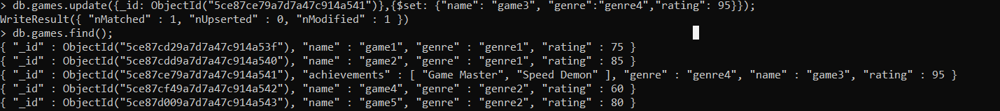 > db.games.update({_id: ObjectId("5ce87ce79a7d7a47c914a541")},{$set: {"name": "game3", "genre":"genre4","rating": 95}});
WriteResult({ "nMatched" : 1, "nUpserted" : 0, "nModified" : 1 })
> db.games.find();
{ "_id" : ObjectId("5ce87cd29a7d7a47c914a53f"), "name" : "game1", "genre" : "genre1", "rating" : 75 }
{ "_id" : ObjectId("5ce87cdd9a7d7a47c914a540"), "name" : "game2", "genre" : "genre1", "rating" : 85 }
{ "_id" : ObjectId("5ce87ce79a7d7a47c914a541"), "achievements" : [ "Game Master", "Speed Demon" ], "genre" : "genre4", "name" : "game3", "rating" : 95 }
{ "_id" : ObjectId("5ce87cf49a7d7a47c914a542"), "name" : "game4", "genre" : "genre2", "rating" : 60 }
{ "_id" : ObjectId("5ce87d009a7d7a47c914a543"), "name" : "game5", "genre" : "genre2", "rating" : 80 }